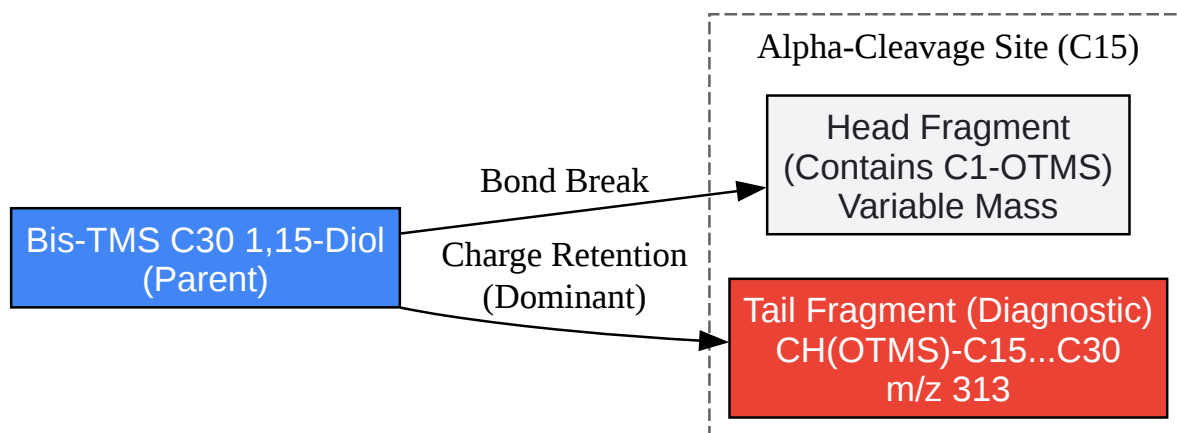 Alpha-Cleavage Site (C15)
Bis-TMS C30 1,15-Diol
(Parent)
Bond Break
Charge Retention
(Dominant)
Head Fragment
(Contains C1-OTMS)
Variable Mass
Tail Fragment (Diagnostic)
CH(OTMS)-C15...C30
m/z 313